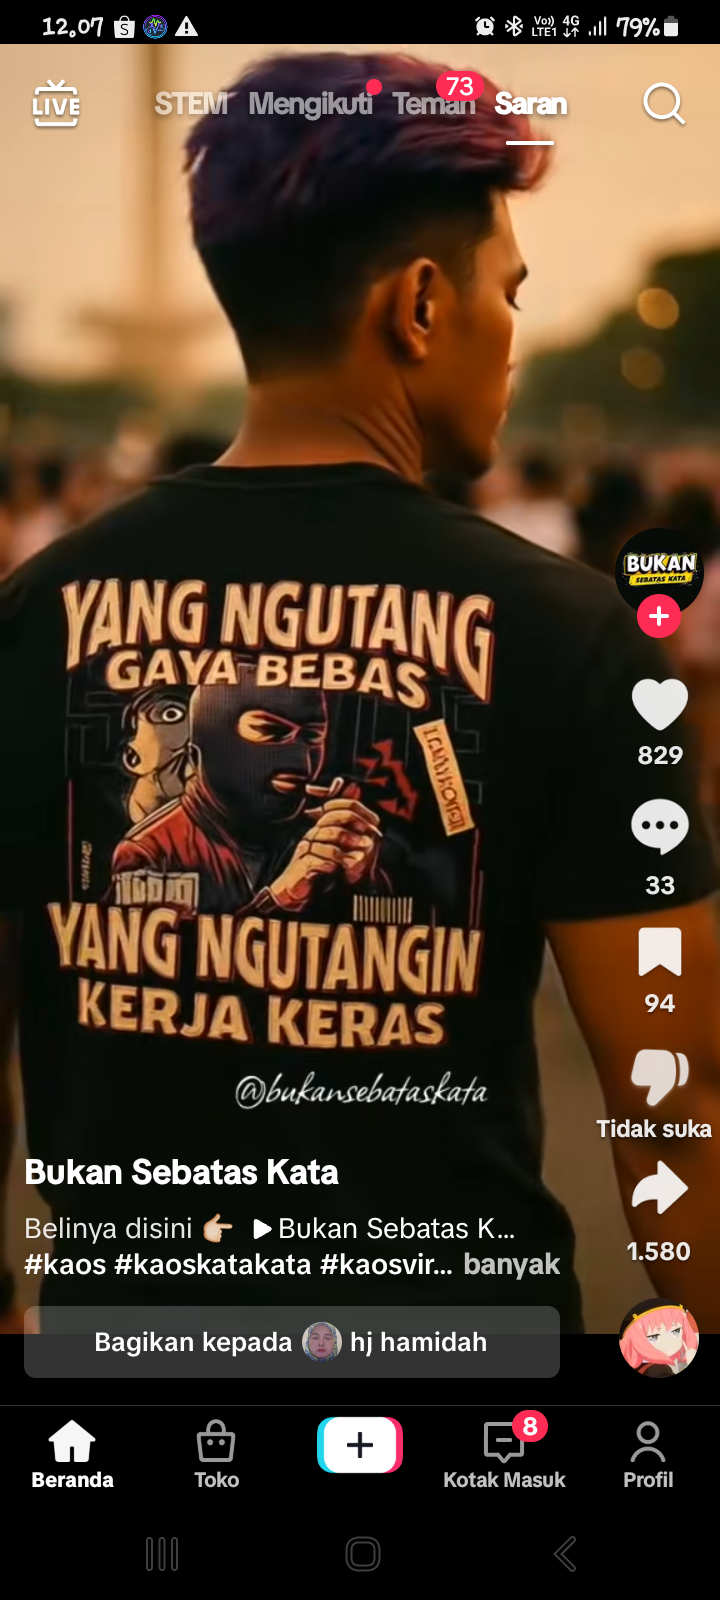 12.07
Vo)) 4G
LTE1
79%
LIVE
STEM Mengikuti Teman 73 Saran
BUKAN
SEBATAS KATA
YANG NGUTANG
GAYA BEBAS
YANG NGUTANGIN
KERJA KERAS
@bukansebataskata
829
33
94
Tidak suka
1.580
Bukan Sebatas Kata
Belinya disini 👉 ▶Bukan Sebatas K...
#kaos #kaoskatakata #kaosvir... banyak
Bagikan kepada hj hamidah
8
Beranda Toko Kotak Masuk Profil